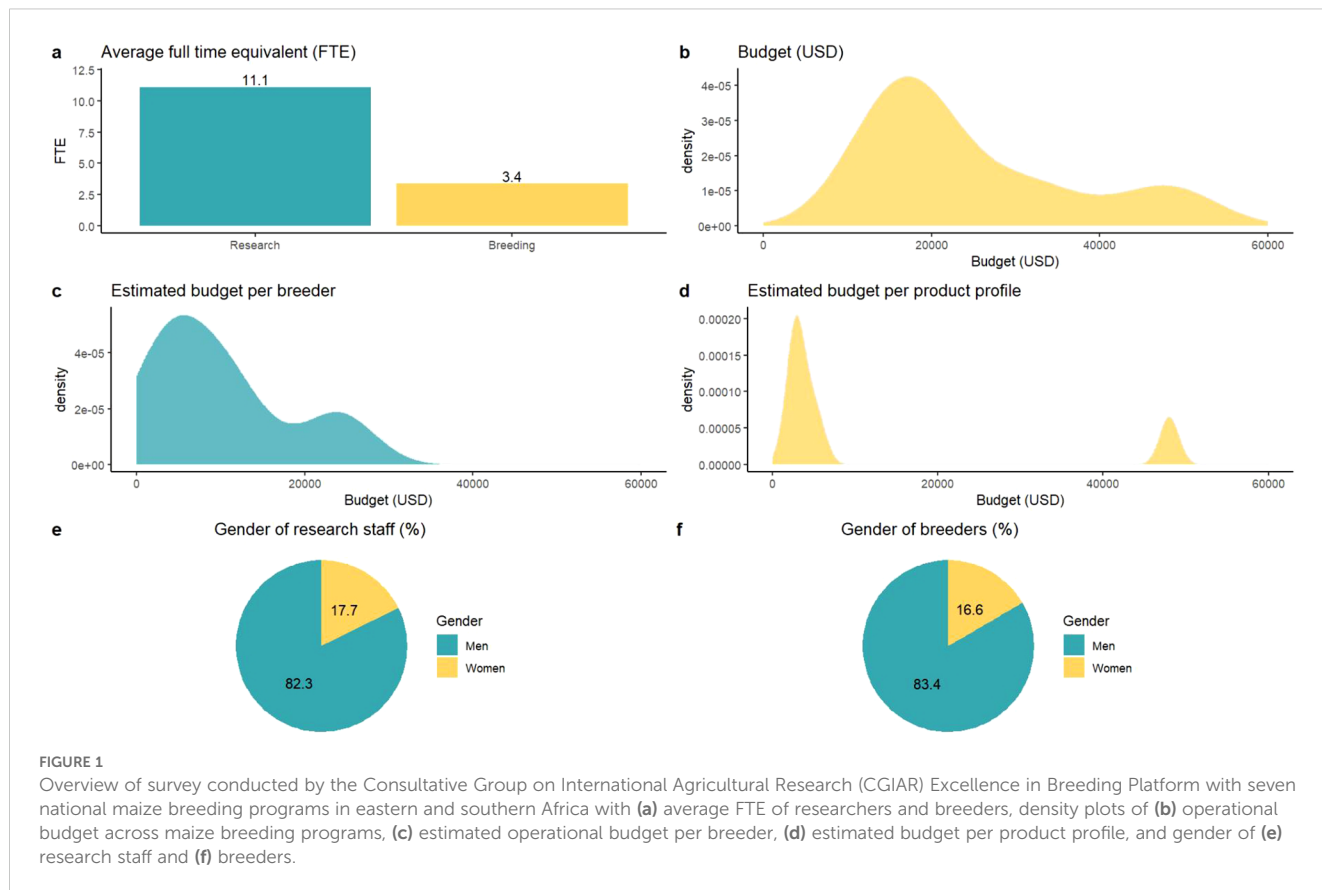 a Average full time equivalent (FTE)
12.5
10.0
7.5
5.0
2.5
0.0
FTE
11.1
3.4
Research Breeding
b Budget (USD)
4e-05
3e-05
2e-05
1e-05
0e+00
density
0 20000 40000 60000
Budget (USD)
c Estimated budget per breeder
4e-05
2e-05
0e+00
density
0 20000 40000 60000
Budget (USD)
d Estimated budget per product profile
0.00020
0.00015
0.00010
0.00005
0.00000
density
0 20000 40000 60000
Budget (USD)
e Gender of research staff (%)
17.7
82.3
Gender
Men
Women
f Gender of breeders (%)
16.6
83.4
Gender
Men
Women
FIGURE 1
Overview of survey conducted by the Consultative Group on International Agricultural Research (CGIAR) Excellence in Breeding Platform with seven
national maize breeding programs in eastern and southern Africa with (a) average FTE of researchers and breeders, density plots of (b) operational
budget across maize breeding programs, (c) estimated operational budget per breeder, (d) estimated budget per product profile, and gender of (e)
research staff and (f) breeders.